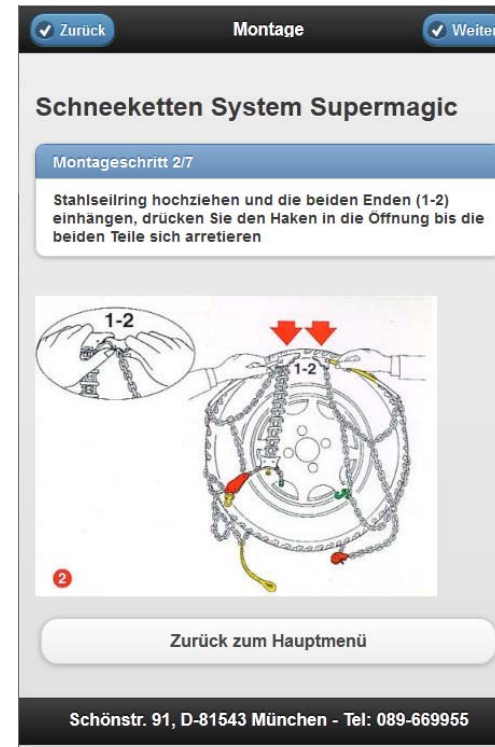 Zurück
Montage
Weiter
Schneeketten System Supermagic
Montageschritt 2/7
Stahlseilring hochziehen und die beiden Enden (1-2)
einhängen, drücken Sie den Haken in die Öffnung bis die
beiden Teile sich arretieren
1-2
1-2
2
Zurück zum Hauptmenü
Schönstr. 91, D-81543 München - Tel: 089-669955